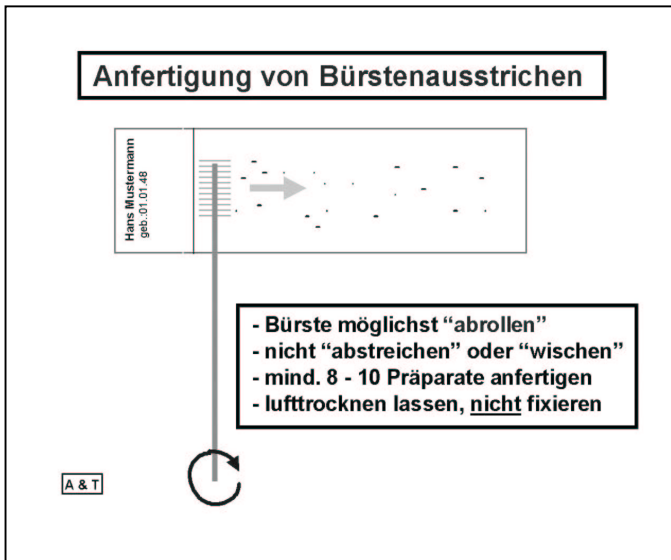 Anfertigung von Bürstenausstrichen
Hans Mustermann
geb.:01.01.48
- Bürste möglichst “abrollen”
- nicht “abstreichen” oder “wischen”
- mind. 8 - 10 Präparate anfertigen
- lufttrocknen lassen, nicht fixieren
A & T